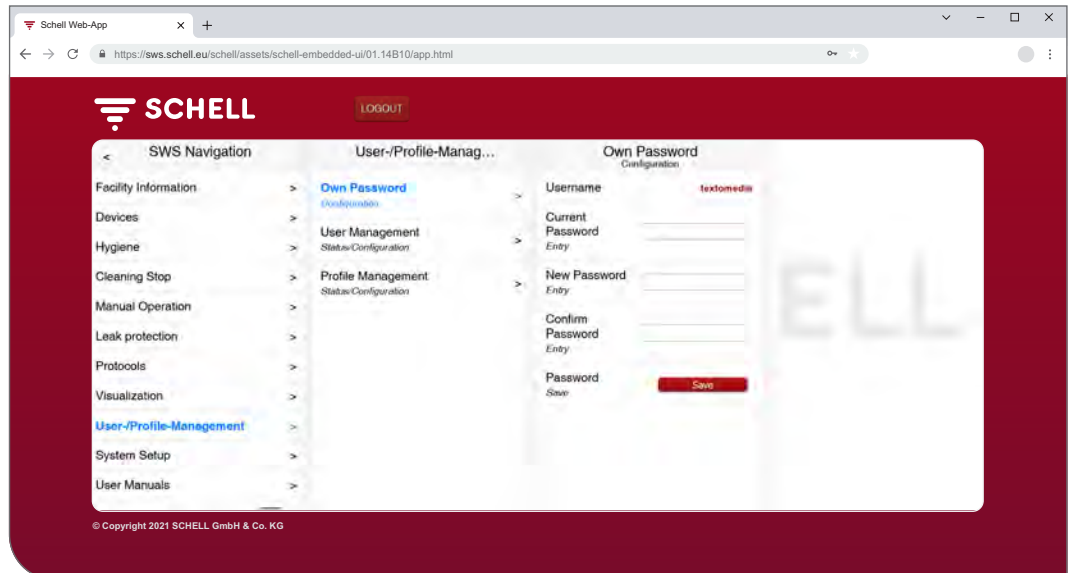 Schell Web-App
https://sws.schell.eu/schell/assets/schell-embedded-ui/01.14B10/app.html
SCHELL
LOGOUT
< SWS Navigation
Facility Information >
Devices >
Hygiene >
Cleaning Stop >
Manual Operation >
Leak protection >
Protocols >
Visualization >
User-/Profile-Management >
System Setup >
User Manuals >
User-/Profile-Manag...
Own Password >
Configuration
User Management >
Status/Configuration
Profile Management >
Status/Configuration
Own Password
Configuration
Username textomedia
Current
Password
Entry
New Password
Entry
Confirm
Password
Entry
Password Save
Save
ELL
© Copyright 2021 SCHELL GmbH & Co. KG